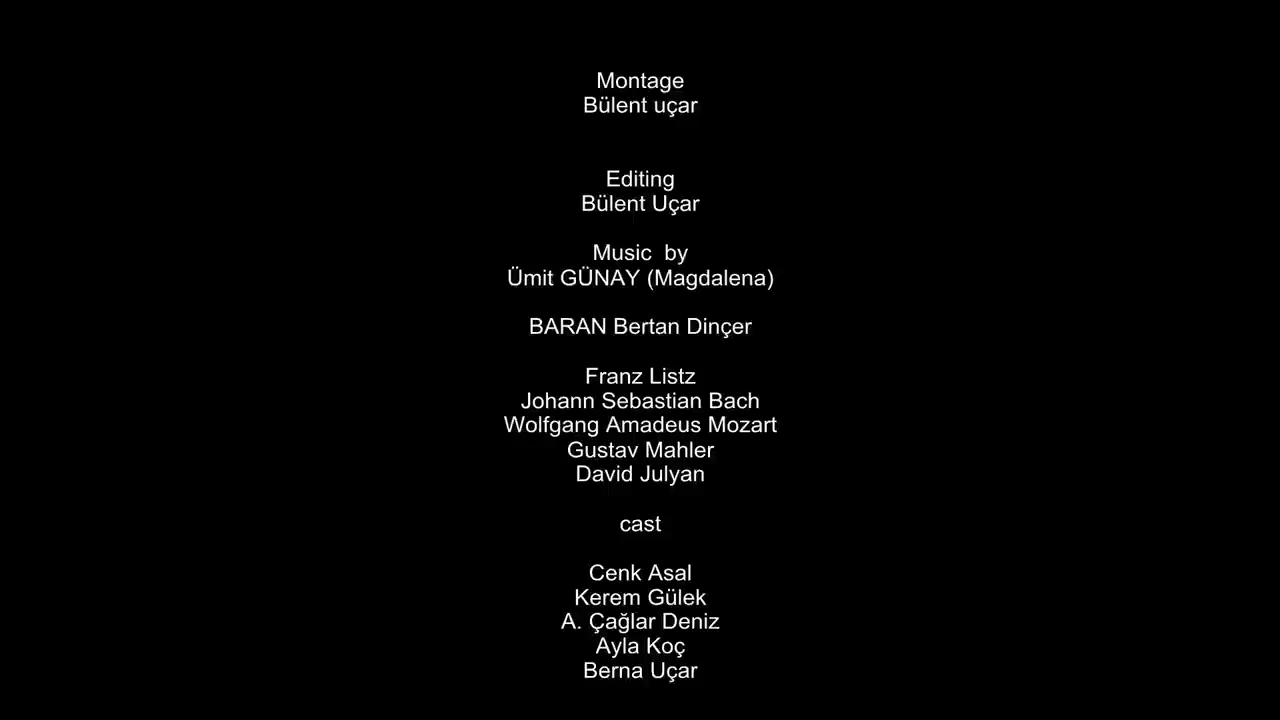 Montage
Bülent uçar
Editing
Bülent Uçar
Music  by
Ümit GÜNAY (Magdalena)
BARAN Bertan Dinçer
Franz Listz
Johann Sebastian Bach
Wolfgang Amadeus Mozart
Gustav Mahler
David Julyan
cast
Cenk Asal
Kerem Gülek
A. Çağlar Deniz
Ayla Koç
Berna Uçar